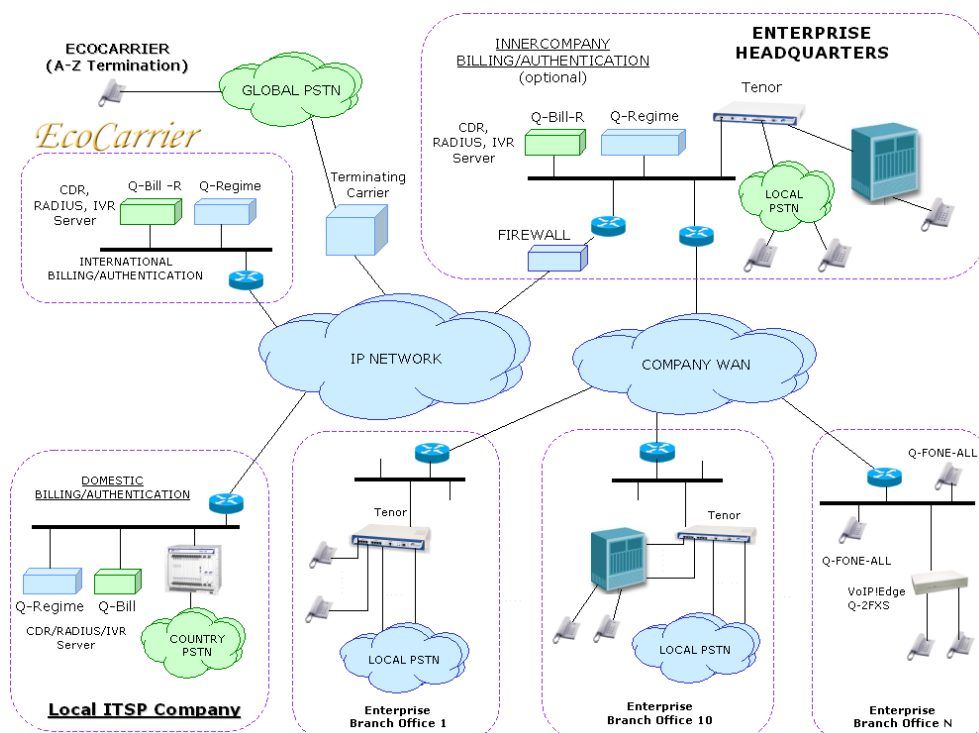 ECOCARRIER
(A-Z Termination)
GLOBAL PSTN
EcoCarrier
CDR,
RADIUS, IVR
Server
Q-Bill -R
Q-Regime
INTERNATIONAL
BILLING/AUTHENTICATION
Terminating
Carrier
INNERCOMPANY
BILLING/AUTHENTICATION
(optional)
ENTERPRISE
HEADQUARTERS
CDR,
RADIUS, IVR
Server
Q-Bill-R
Q-Regime
Tenor
LOCAL
PSTN
FIREWALL
IP NETWORK
COMPANY WAN
DOMESTIC
BILLING/AUTHENTICATION
Q-Regime
Q-Bill
CDR/RADIUS/IVR
Server
COUNTRY
PSTN
Local ITSP Company
Tenor
LOCAL PSTN
Enterprise
Branch Office 1
Tenor
LOCAL PSTN
Enterprise
Branch Office 10
Q-FONE-ALL
Q-FONE-ALL
VoIP!Edge
Q-2FXS
Enterprise
Branch Office N